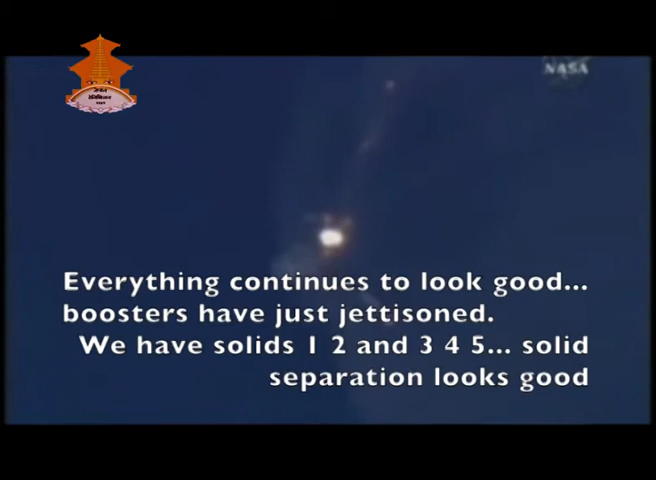 नेपाल
टेलिभिजन
NASA
Everything continues to look good...
boosters have just jettisoned.
We have solids 1 2 and 3 4 5... solid
separation looks good